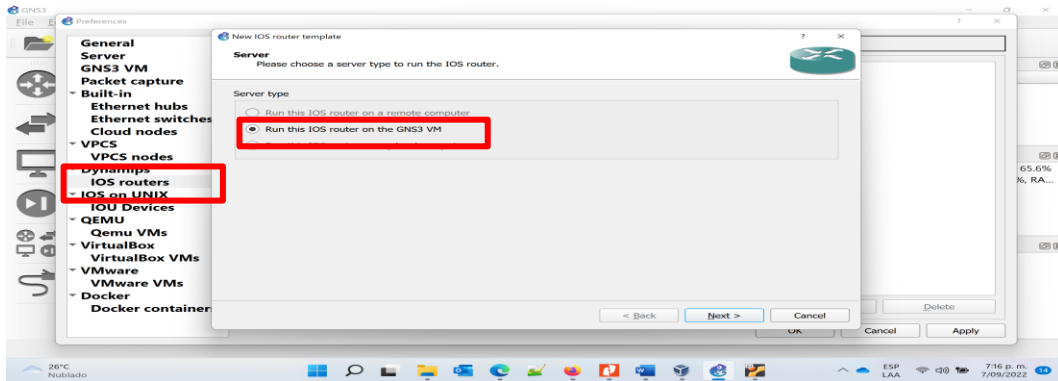 GNS3
File
Preferences
General
Server
GNS3 VM
Packet capture
Built-in
Ethernet hubs
Ethernet switches
Cloud nodes
VPCS
VPCS nodes
Dynamips
IOS routers
IOS on UNIX
IOU Devices
QEMU
Qemu VMs
VirtualBox
VirtualBox VMs
VMware
VMware VMs
Docker
Docker container
New IOS router template
Server
Please choose a server type to run the IOS router.
Server type
Run this IOS router on a remote computer
Run this IOS router on the GNS3 VM
< Back
Next >
Cancel
Delete
OK
Cancel
Apply
65.6%
%, RA...
26°C
Nublado
ESP
LAA
7:16 p. m.
7/09/2022
14